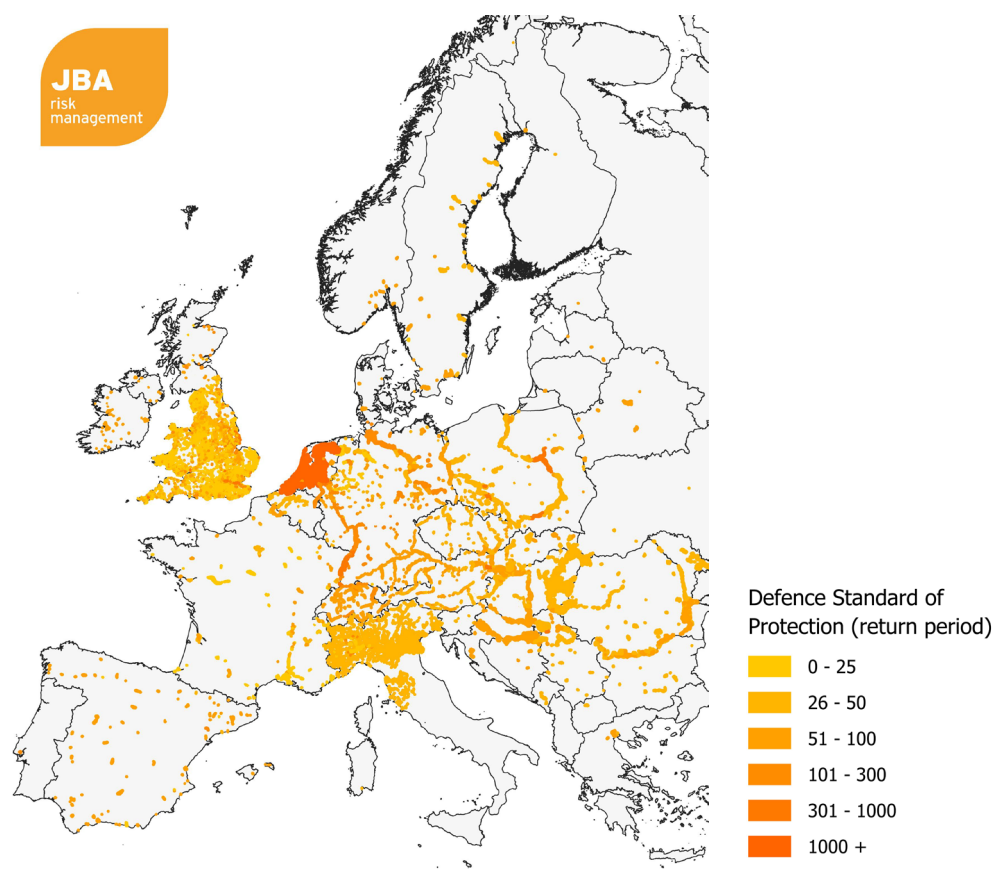 JBA
risk
management
Defence Standard of
Protection (return period)
0 - 25
26 - 50
51 - 100
101 - 300
301 - 1000
1000 +